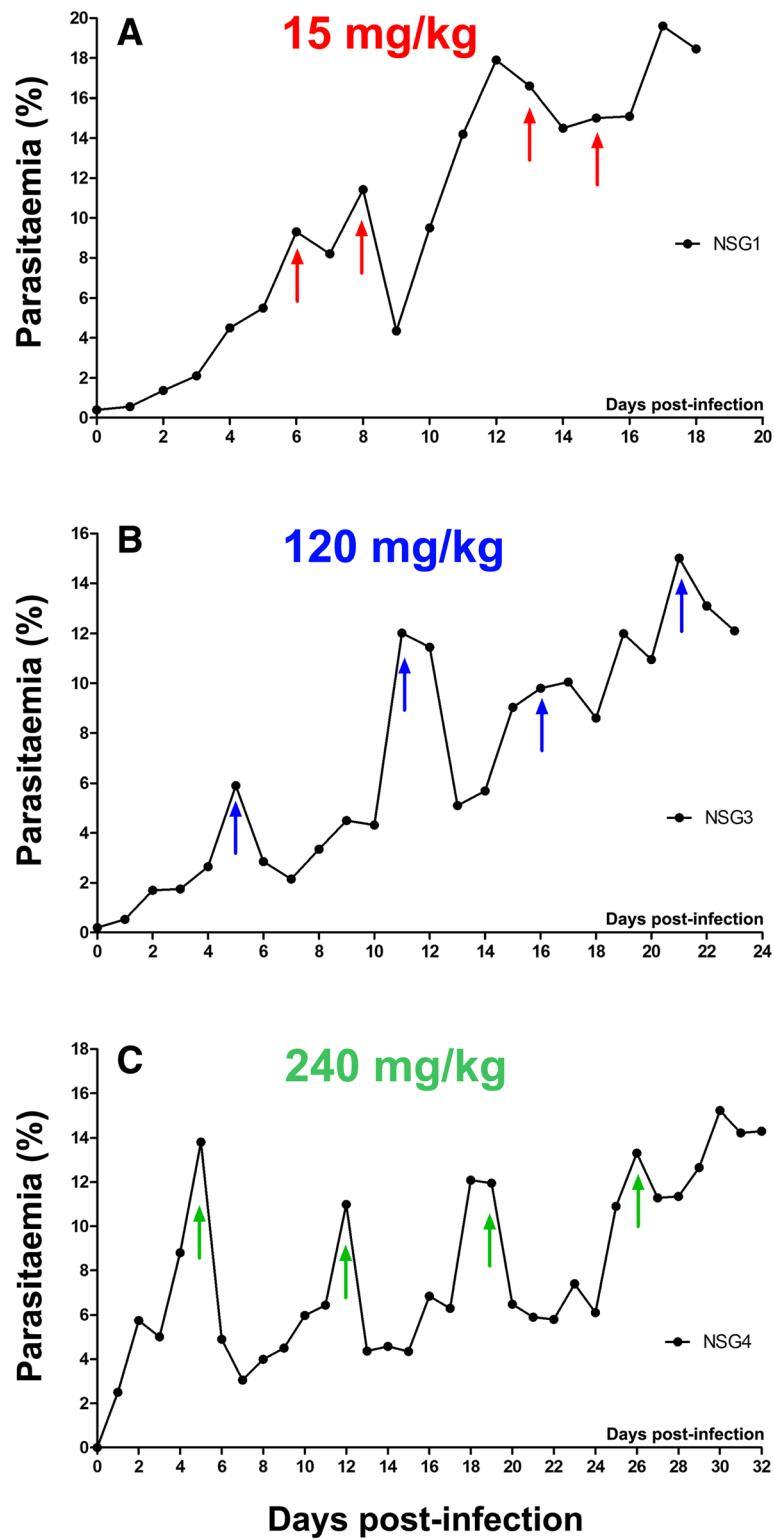 A
15 mg/kg
Parasitaemia (%)
20
18
16
14
12
10
8
6
4
2
0
NSG1
Days post-infection
0 2 4 6 8 10 12 14 16 18 20
B
120 mg/kg
Parasitaemia (%)
16
14
12
10
8
6
4
2
0
NSG3
Days post-infection
0 2 4 6 8 10 12 14 16 18 20 22 24
C
240 mg/kg
Parasitaemia (%)
18
16
14
12
10
8
6
4
2
0
NSG4
Days post-infection
0 2 4 6 8 10 12 14 16 18 20 22 24 26 28 30 32
Days post-infection